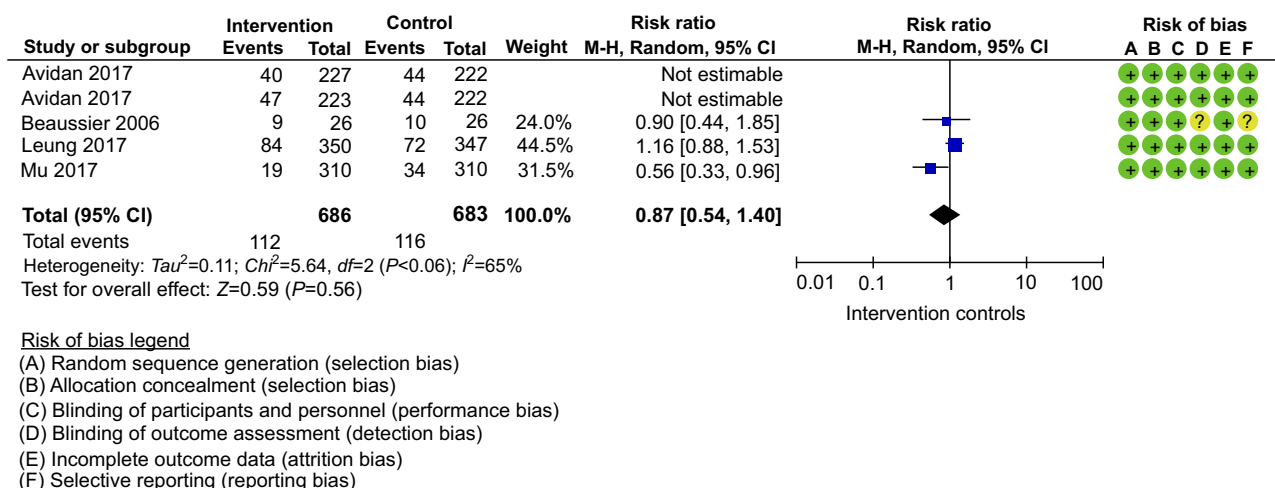 Intervention Control Risk ratio Risk ratio Risk of bias
Study or subgroup Events Total Events Total Weight M-H, Random, 95% CI M-H, Random, 95% CI A B C D E F
Avidan 2017 40 227 44 222 Not estimable + + + + + +
Avidan 2017 47 223 44 222 Not estimable + + + + + +
Beaussier 2006 9 26 10 26 24.0% 0.90 [0.44, 1.85] + + + ? + ?
Leung 2017 84 350 72 347 44.5% 1.16 [0.88, 1.53] + + + + + +
Mu 2017 19 310 34 310 31.5% 0.56 [0.33, 0.96] + + + + + +
Total (95% CI) 686 683 100.0% 0.87 [0.54, 1.40]
Total events 112 116
Heterogeneity: Tau²=0.11; Chi²=5.64, df=2 (P<0.06); I²=65%
Test for overall effect: Z=0.59 (P=0.56)
0.01 0.1 1 10 100
Intervention controls
Risk of bias legend
(A) Random sequence generation (selection bias)
(B) Allocation concealment (selection bias)
(C) Blinding of participants and personnel (performance bias)
(D) Blinding of outcome assessment (detection bias)
(E) Incomplete outcome data (attrition bias)
(F) Selective reporting (reporting bias)